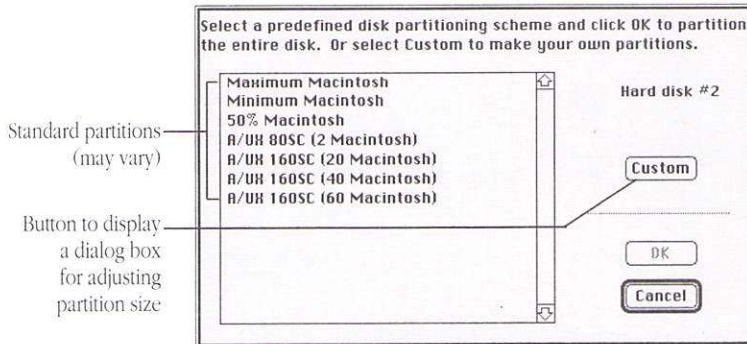 Select a predefined disk partitioning scheme and click OK to partition
the entire disk. Or select Custom to make your own partitions.
Maximum Macintosh
Minimum Macintosh
50% Macintosh
A/UX 80SC (2 Macintosh)
A/UX 160SC (20 Macintosh)
A/UX 160SC (40 Macintosh)
A/UX 160SC (60 Macintosh)
Hard disk #2
Custom
OK
Cancel
Standard partitions
(may vary)
Button to display
a dialog box
for adjusting
partition size